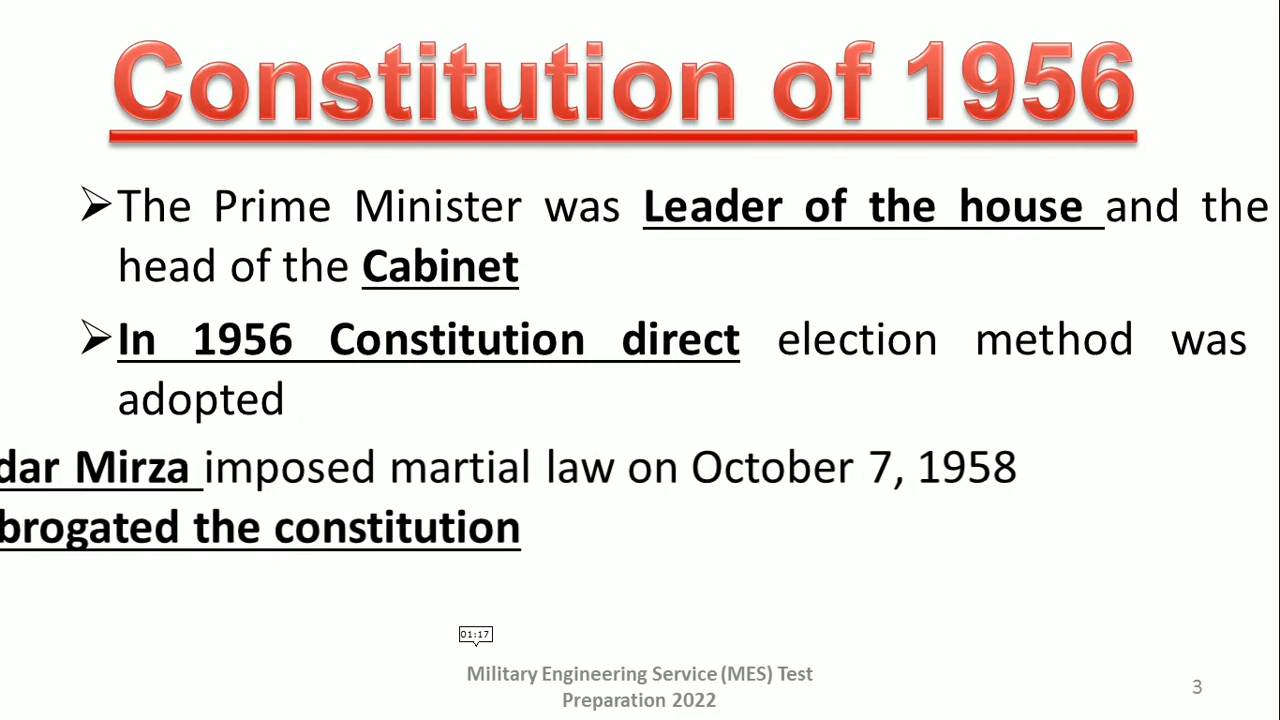 Constitution of 1956
➢The Prime Minister was Leader of the house and the
head of the Cabinet
➢In 1956 Constitution direct election method was
adopted
dar Mirza imposed martial law on October 7, 1958
brogated the constitution
01:17
Military Engineering Service (MES) Test
Preparation 2022
3